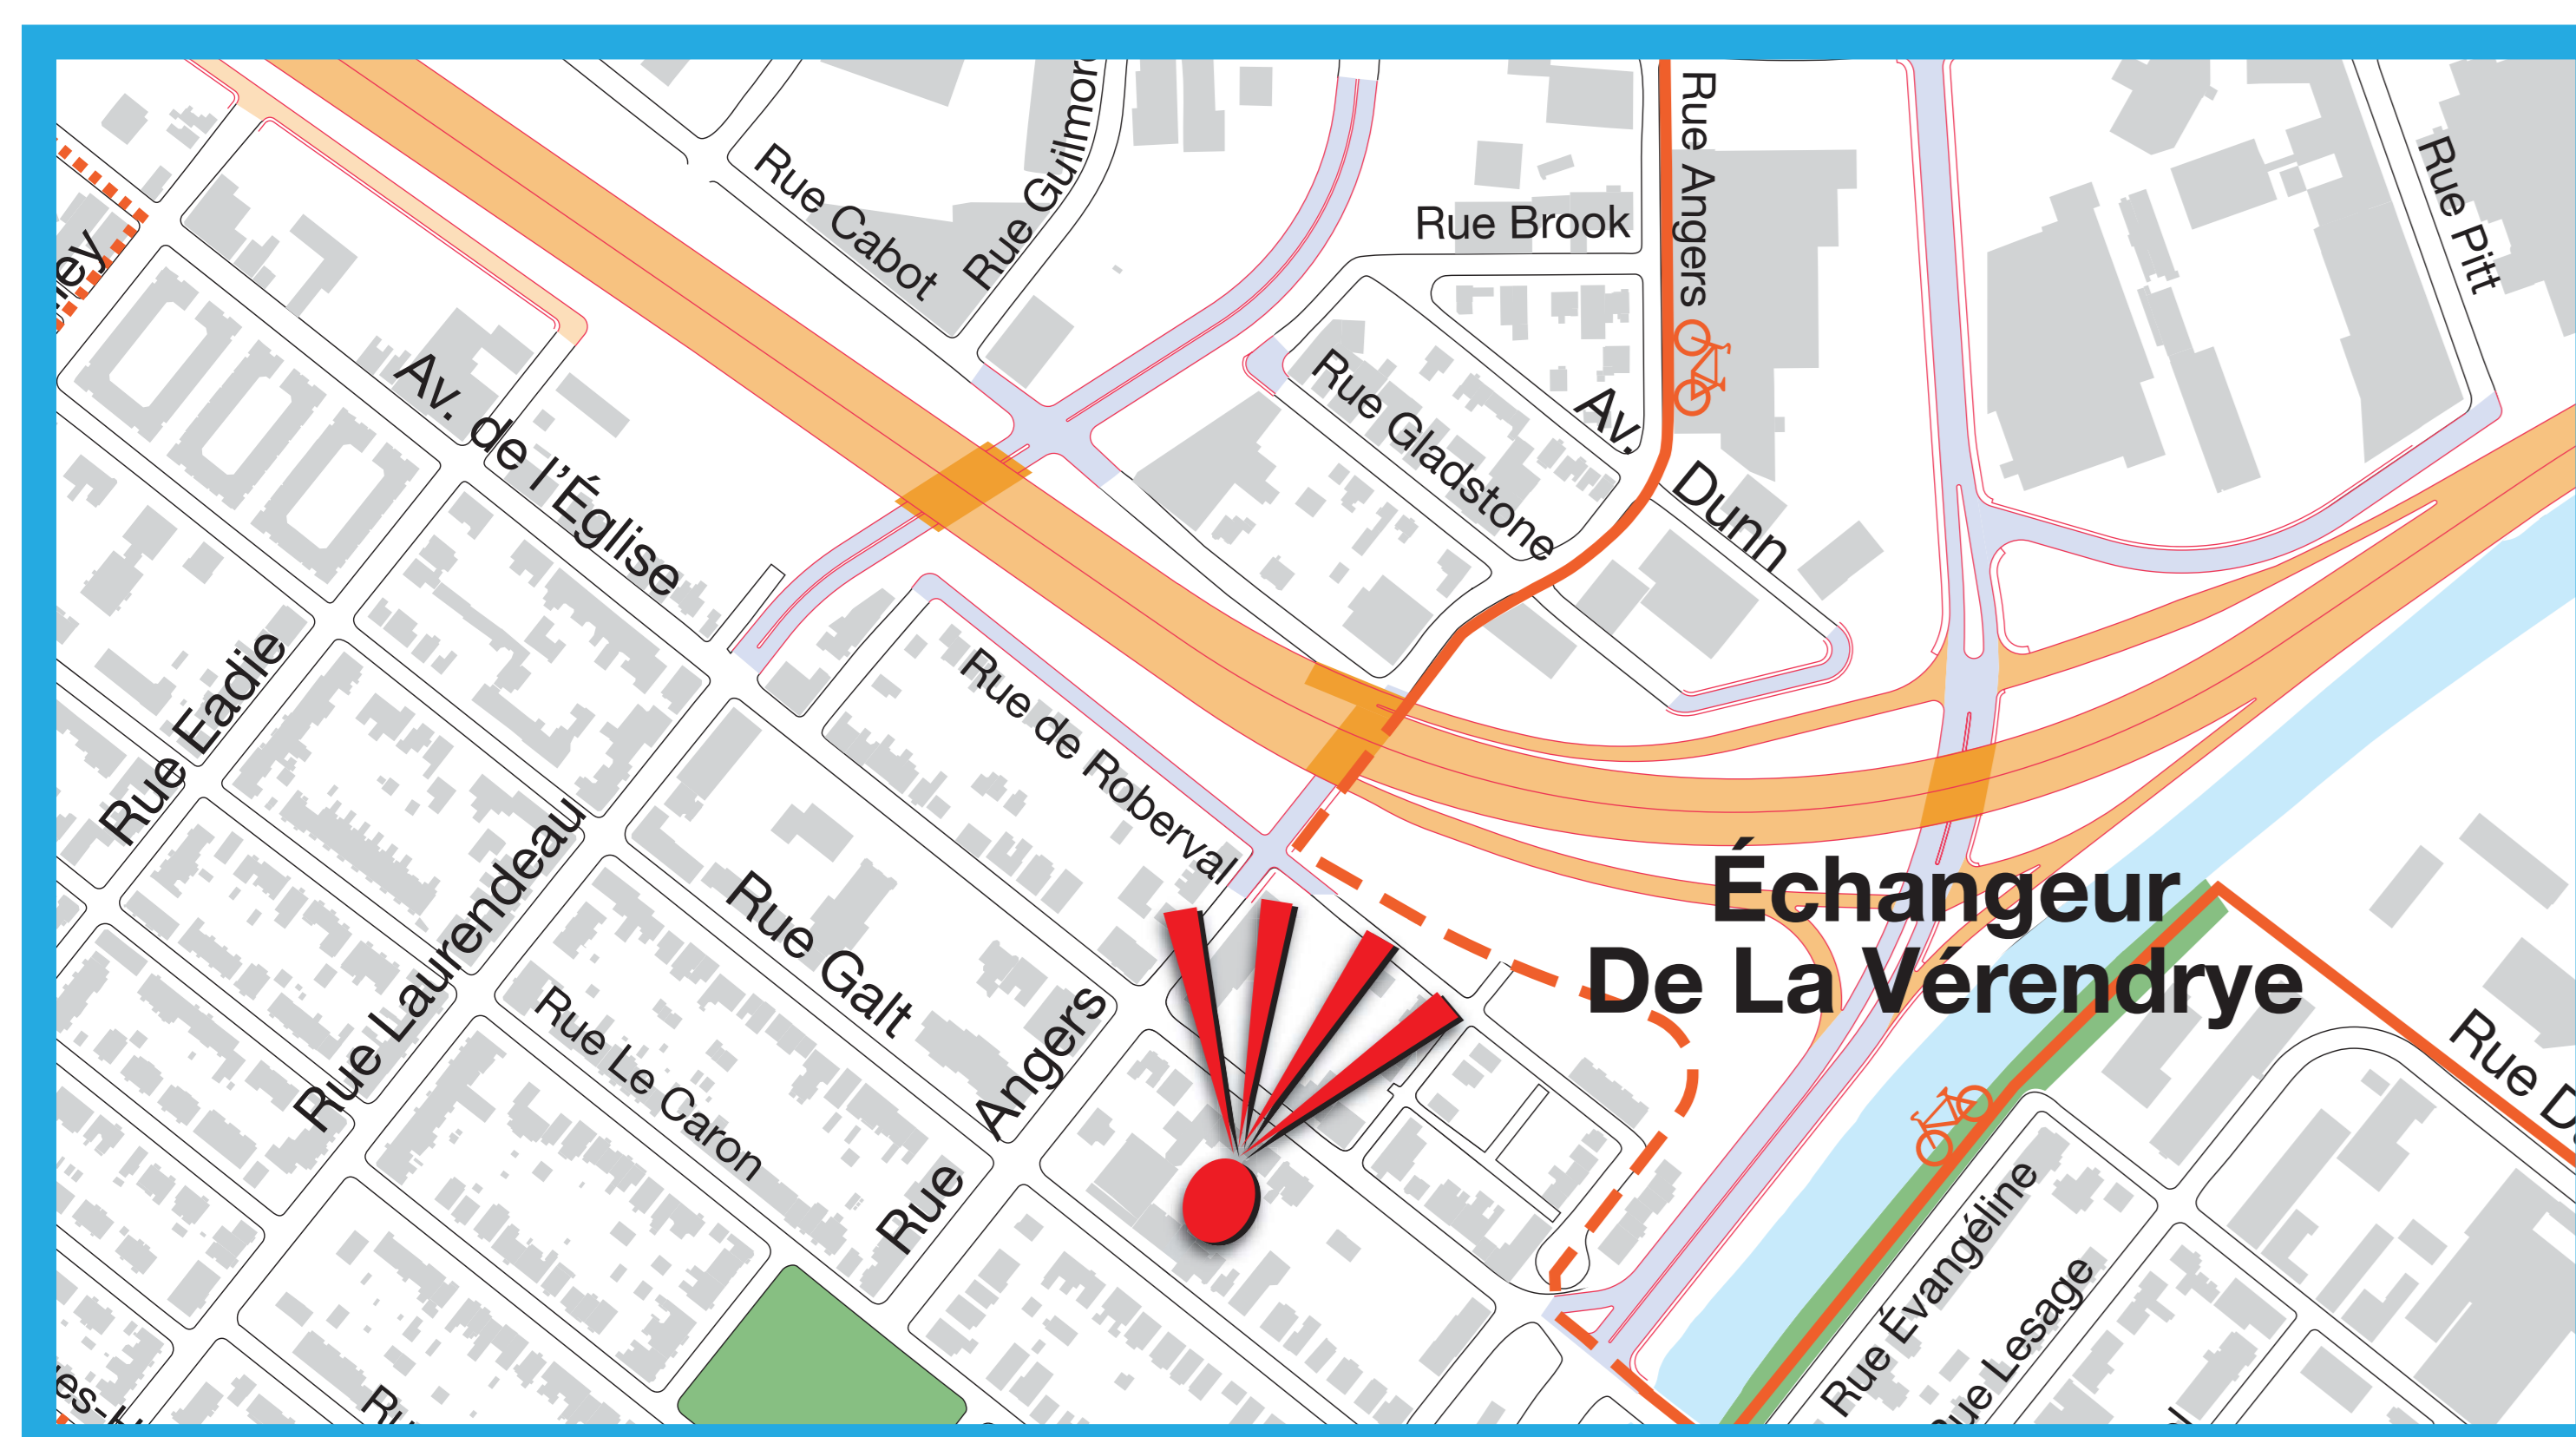 Rue Cabot
Rue Guilmor
Rue Brook
Rue Angers
Rue Pitt
Av. de l'Église
Rue Gladstone
Av. Dunn
Rue Eadie
Rue de Roberval
Rue Laurendeau
Rue Galt
Échangeur
De La Vérendrye
Rue Le Caron
Rue Angers
Rue D
Rue Évangéline
Rue Lesage